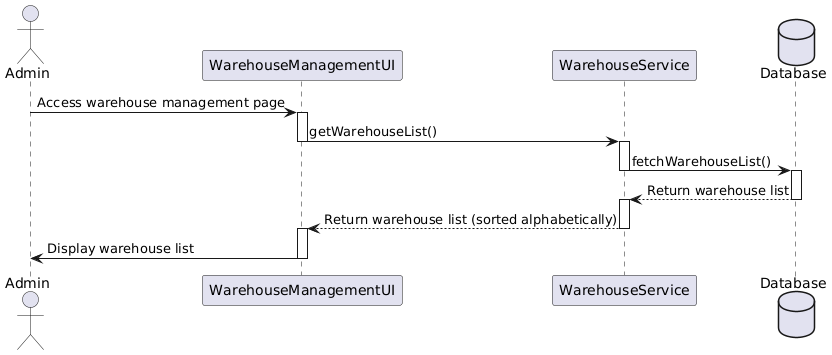 Admin
WarehouseManagementUI
WarehouseService
Database
Access warehouse management page
getWarehouseList()
fetchWarehouseList()
Return warehouse list
Return warehouse list (sorted alphabetically)
Display warehouse list
Admin
WarehouseManagementUI
WarehouseService
Database